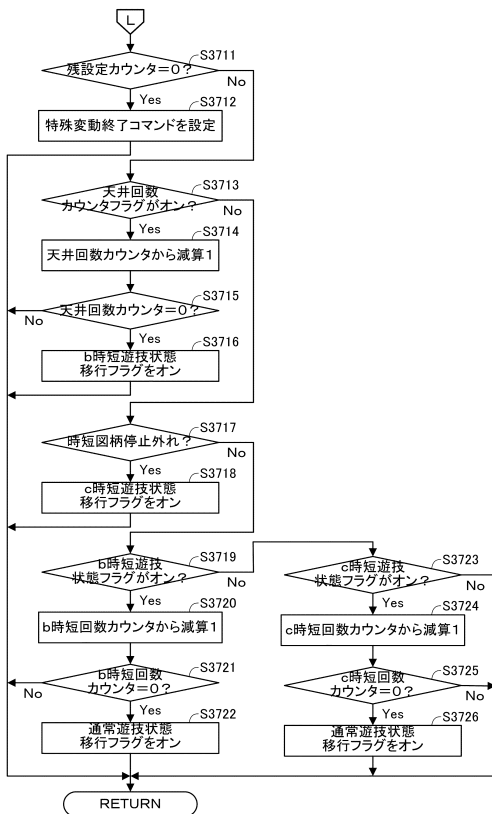 L
残設定カウンタ=0?
S3711
No
Yes
S3712
特殊変動終了コマンドを設定
天井回数
カウンタフラグがオン?
S3713
No
Yes
S3714
天井回数カウンタから減算1
S3715
天井回数カウンタ=0?
No
Yes
S3716
b時短遊技状態
移行フラグをオン
S3717
時短図柄停止外れ?
No
Yes
S3718
c時短遊技状態
移行フラグをオン
S3719
b時短遊技
状態フラグがオン?
No
Yes
S3720
b時短回数カウンタから減算1
S3721
b時短回数
カウンタ=0?
No
Yes
S3722
通常遊技状態
移行フラグをオン
S3723
c時短遊技
状態フラグがオン?
No
Yes
S3724
c時短回数カウンタから減算1
S3725
c時短回数
カウンタ=0?
No
Yes
S3726
通常遊技状態
移行フラグをオン
RETURN